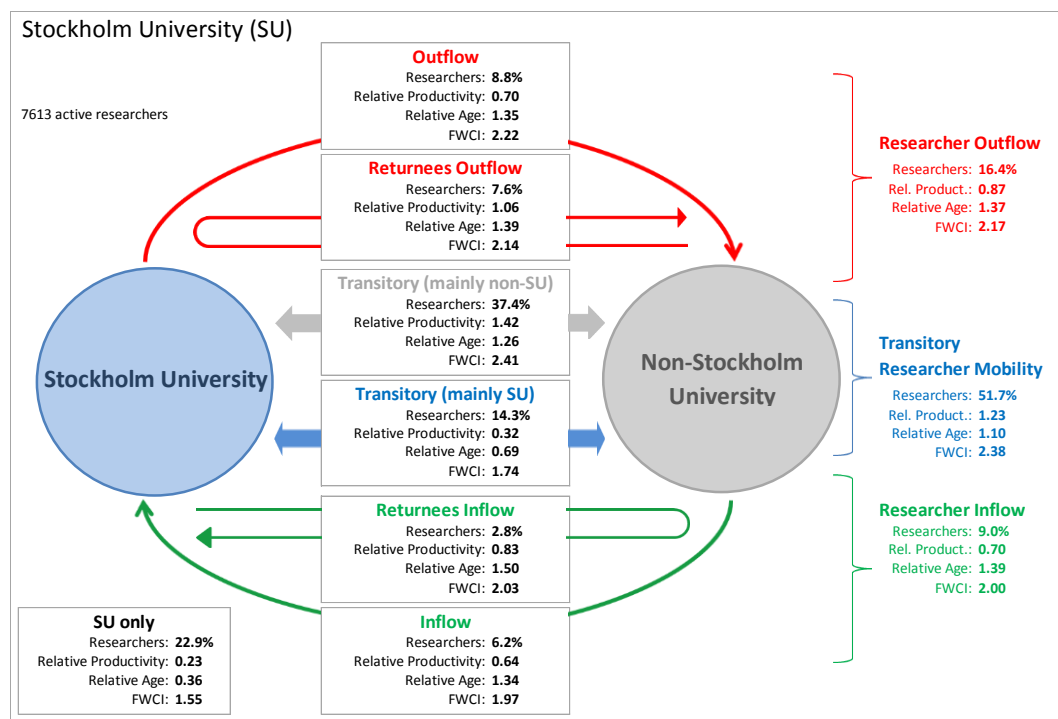 Stockholm University (SU)
7613 active researchers
Outflow
Researchers: 8.8%
Relative Productivity: 0.70
Relative Age: 1.35
FWCI: 2.22
Returnees Outflow
Researchers: 7.6%
Relative Productivity: 1.06
Relative Age: 1.39
FWCI: 2.14
Transitory (mainly non-SU)
Researchers: 37.4%
Relative Productivity: 1.42
Relative Age: 1.26
FWCI: 2.41
Stockholm University
Non-Stockholm
University
Transitory (mainly SU)
Researchers: 14.3%
Relative Productivity: 0.32
Relative Age: 0.69
FWCI: 1.74
Returnees Inflow
Researchers: 2.8%
Relative Productivity: 0.83
Relative Age: 1.50
FWCI: 2.03
Inflow
Researchers: 6.2%
Relative Productivity: 0.64
Relative Age: 1.34
FWCI: 1.97
SU only
Researchers: 22.9%
Relative Productivity: 0.23
Relative Age: 0.36
FWCI: 1.55
Researcher Outflow
Researchers: 16.4%
Rel. Product.: 0.87
Relative Age: 1.37
FWCI: 2.17
Transitory
Researcher Mobility
Researchers: 51.7%
Rel. Product.: 1.23
Relative Age: 1.10
FWCI: 2.38
Researcher Inflow
Researchers: 9.0%
Rel. Product.: 0.70
Relative Age: 1.39
FWCI: 2.00